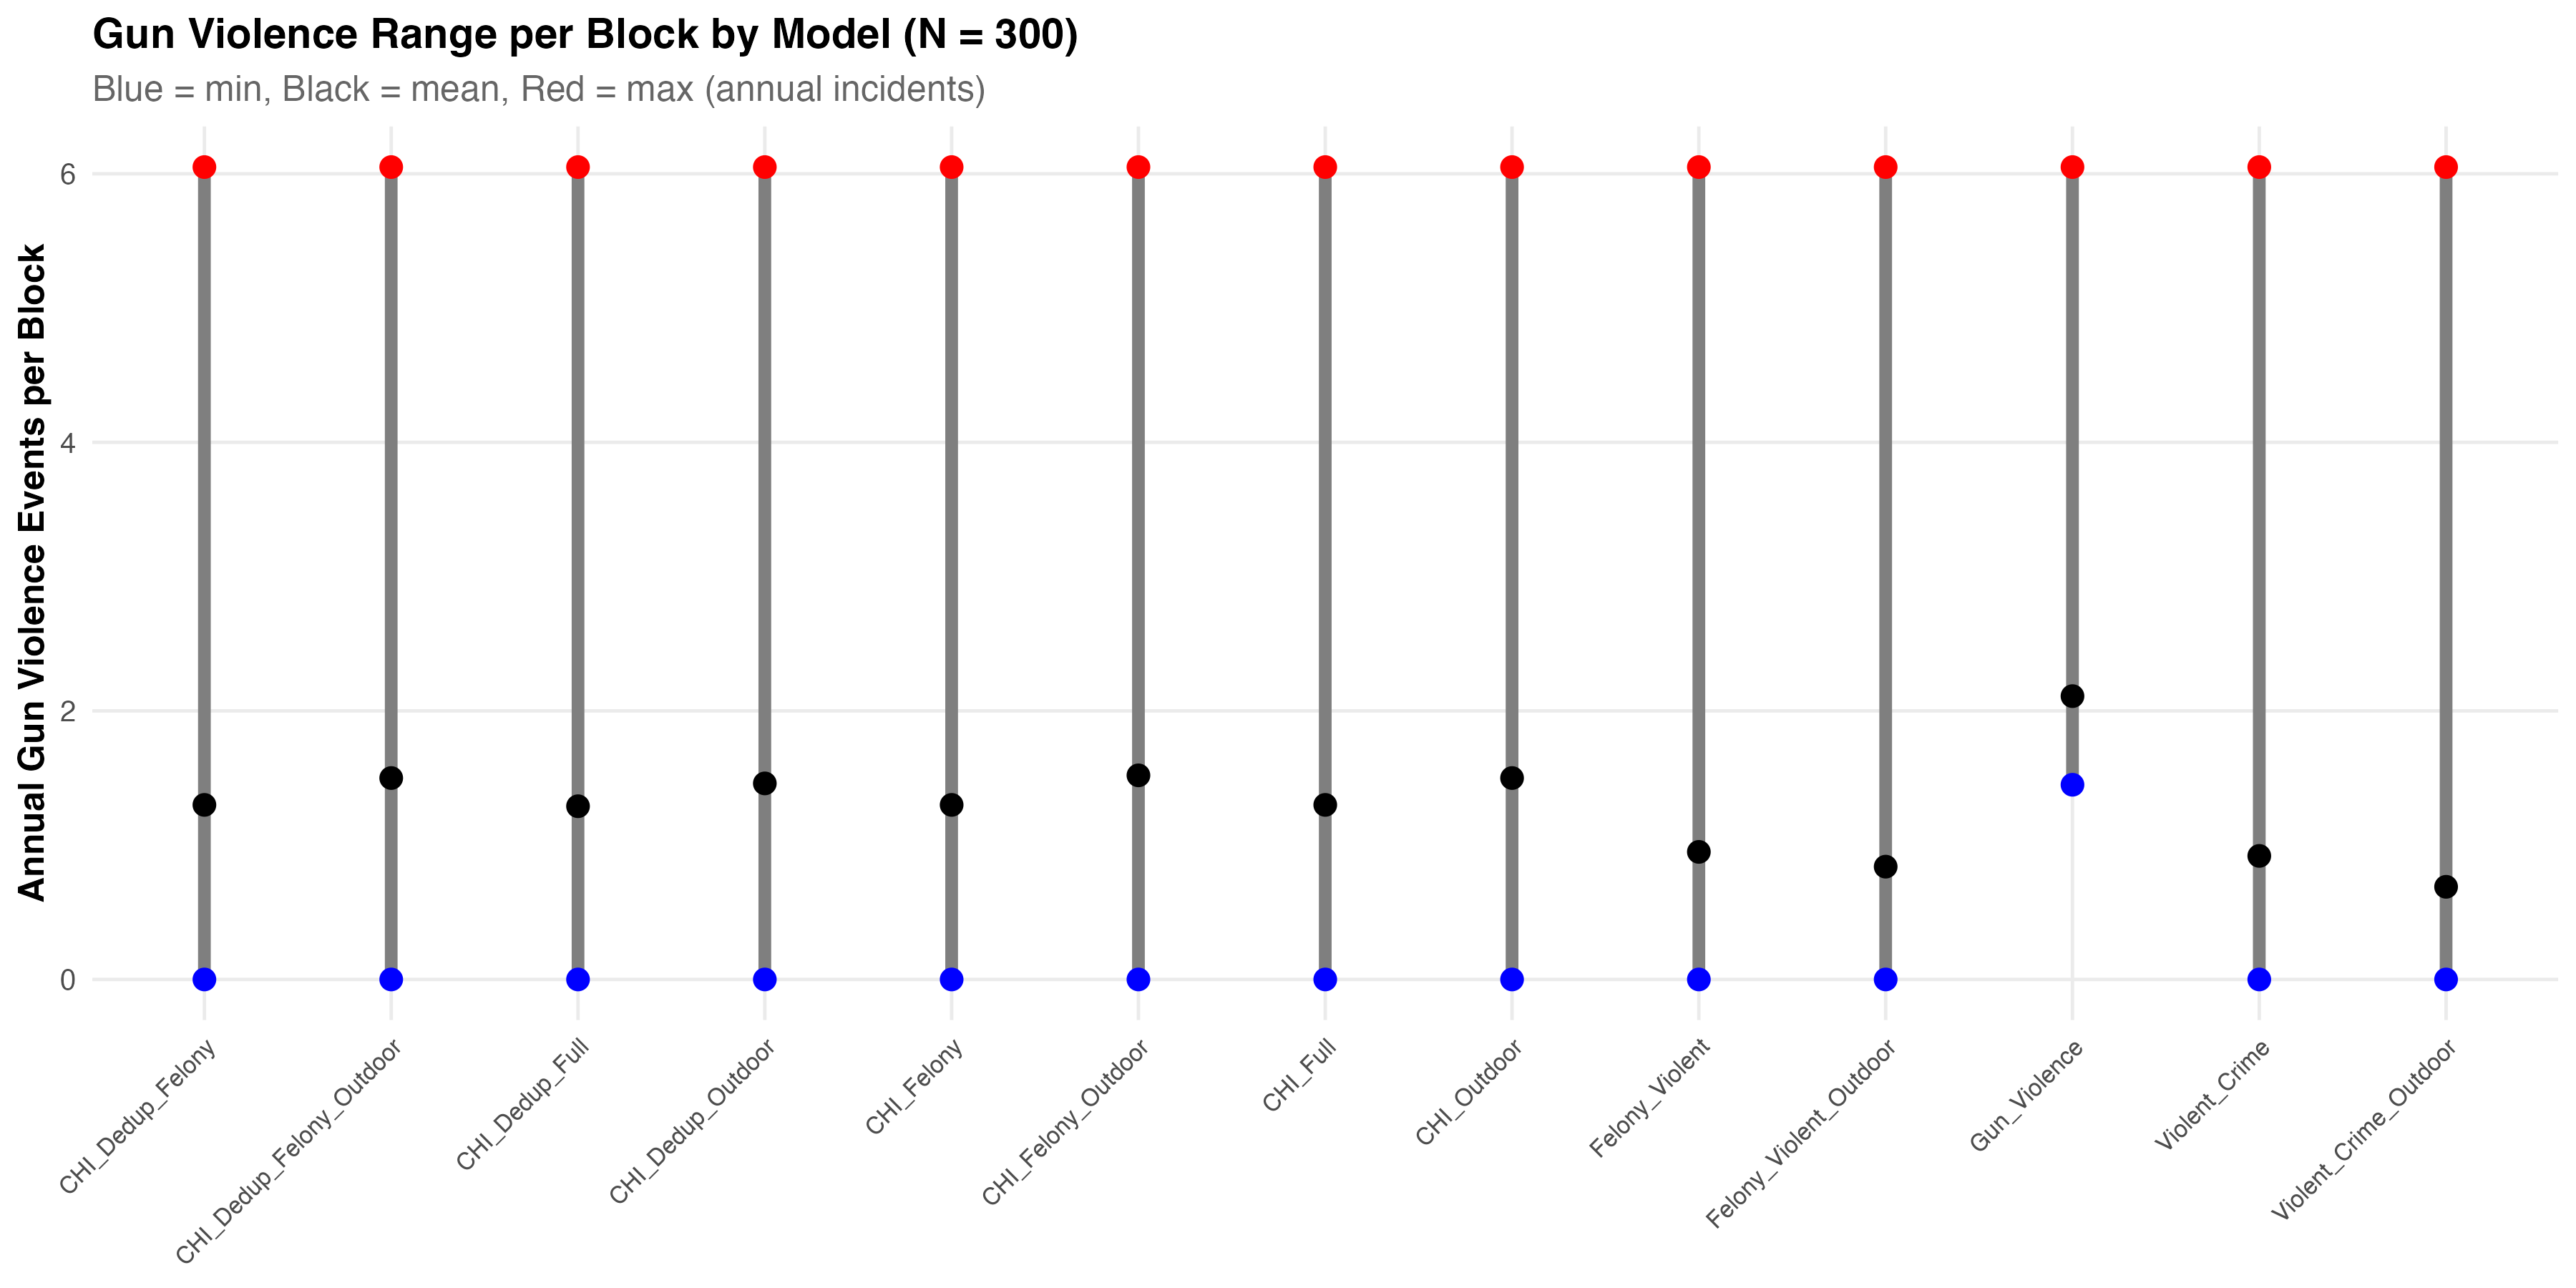 Gun Violence Range per Block by Model (N = 300)
Blue = min, Black = mean, Red = max (annual incidents)
Annual Gun Violence Events per Block
6
4
2
0
CHI_Dedup_Felony
CHI_Dedup_Felony_Outdoor
CHI_Dedup_Full
CHI_Dedup_Outdoor
CHI_Felony
CHI_Felony_Outdoor
CHI_Full
CHI_Outdoor
Felony_Violent
Felony_Violent_Outdoor
Gun_Violence
Violent_Crime
Violent_Crime_Outdoor